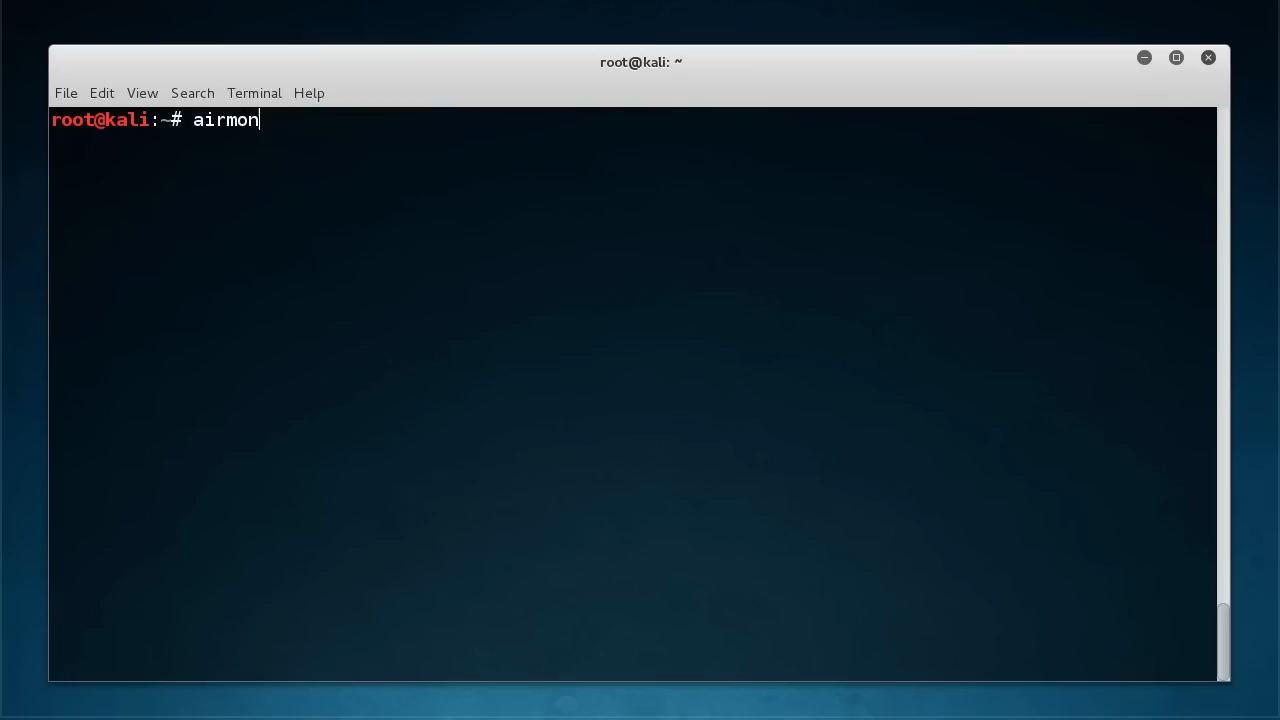 root@kali: ~
File Edit View Search Terminal Help
root@kali:~# airmon